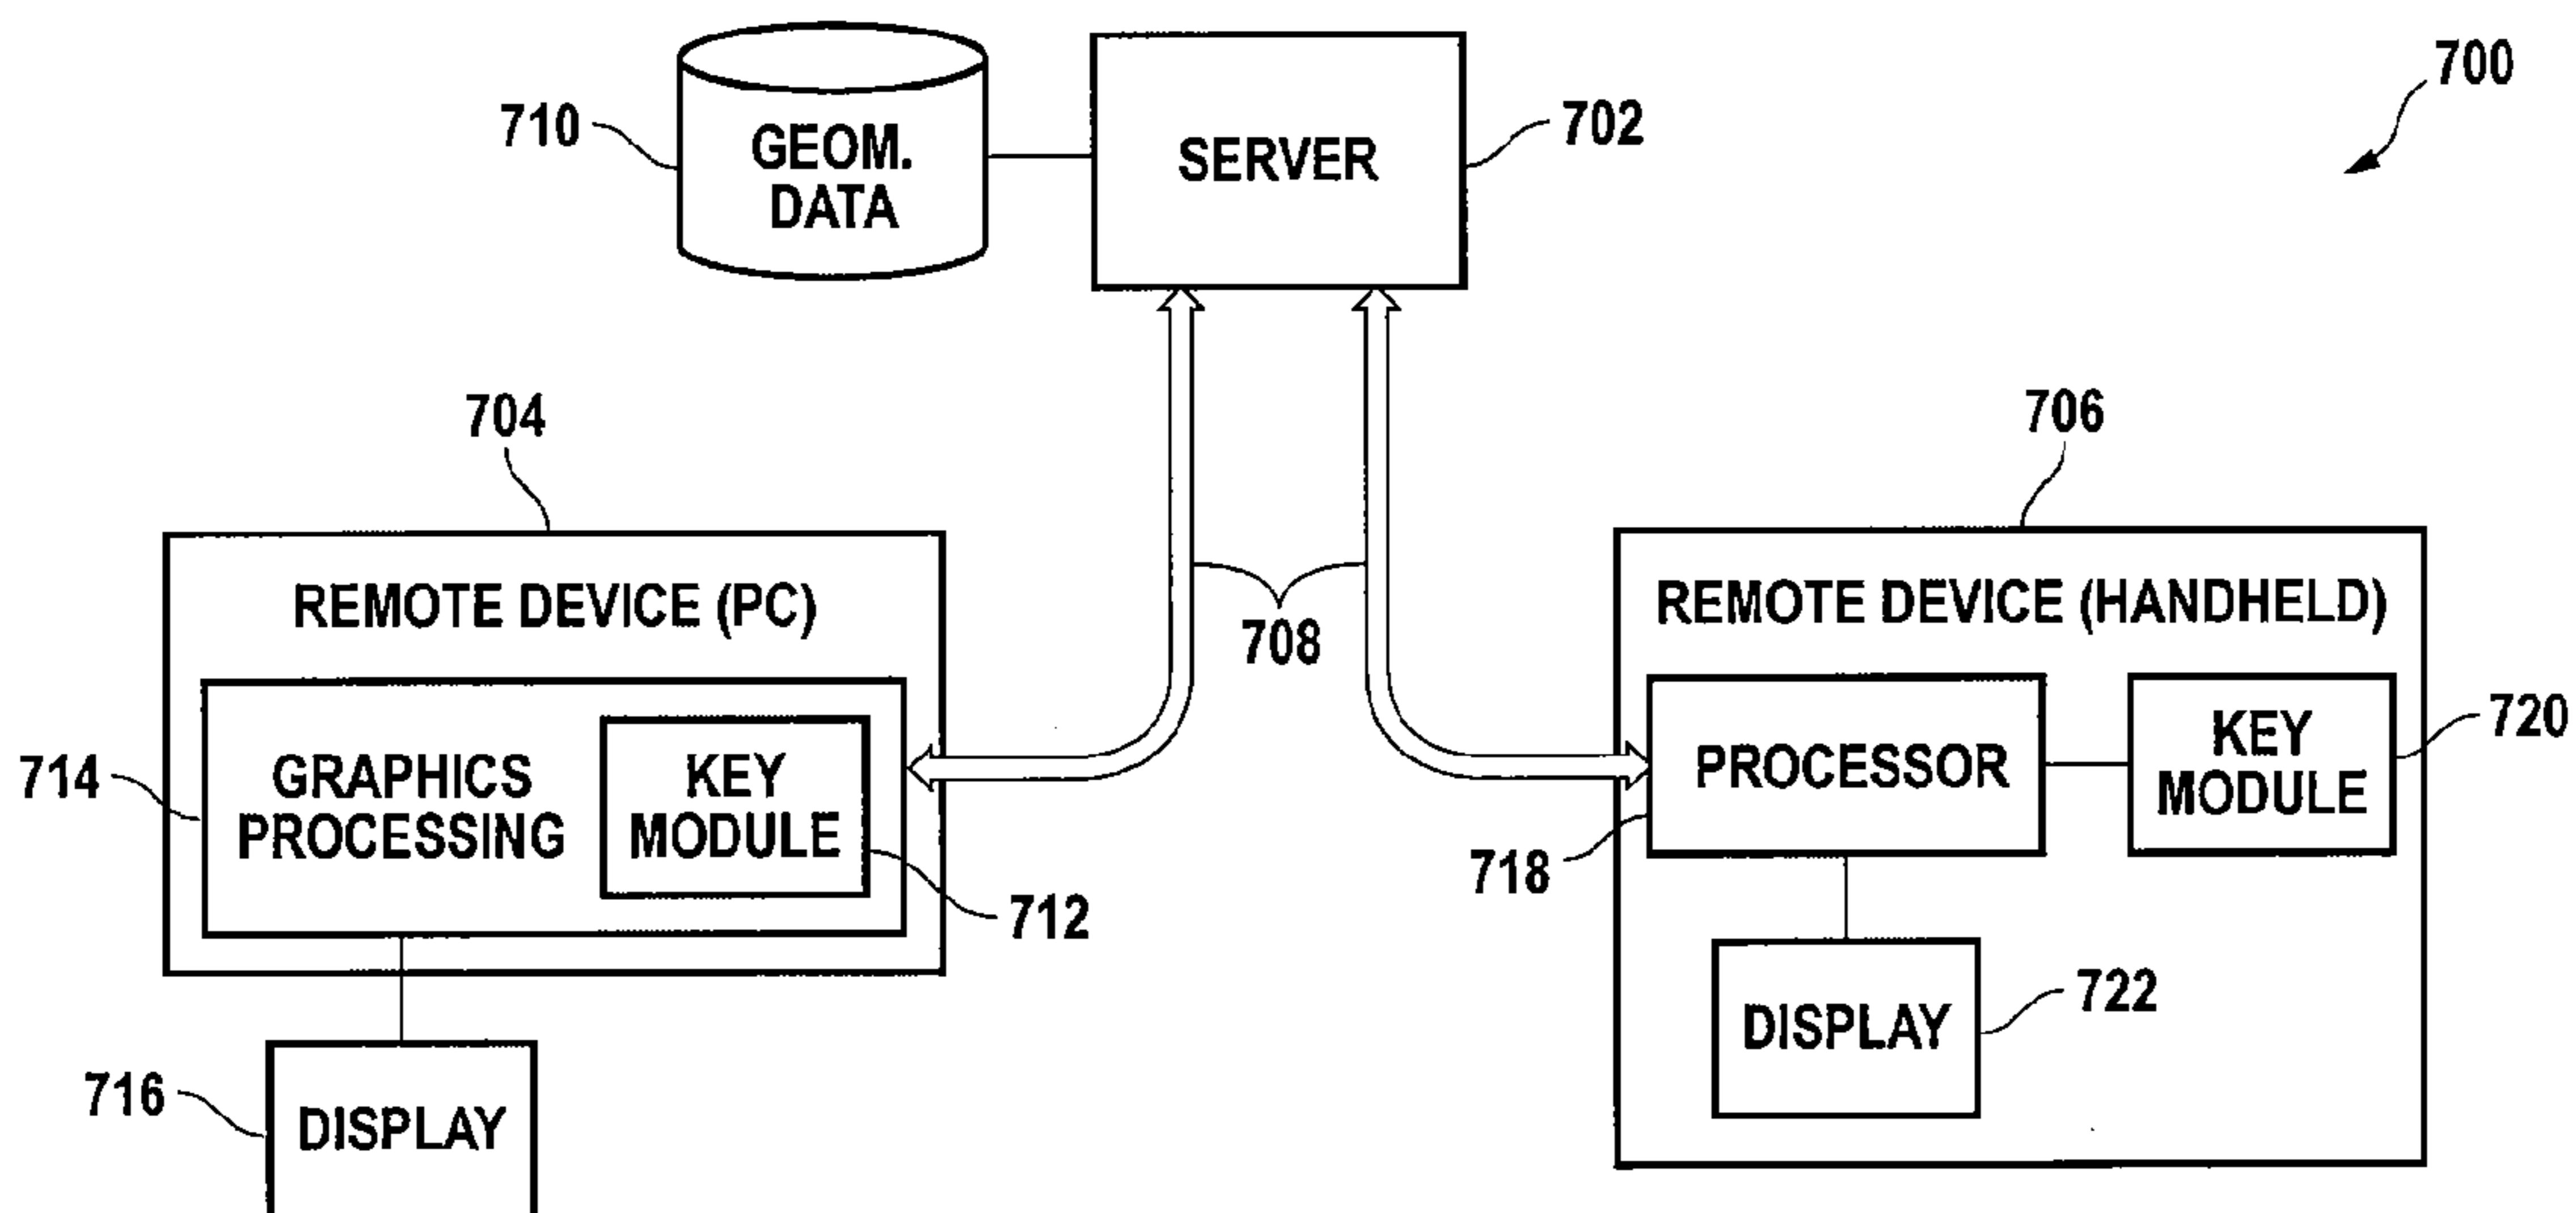 700
710
GEOM.
DATA
SERVER
702
704
706
REMOTE DEVICE (PC)
708
REMOTE DEVICE (HANDHELD)
714
GRAPHICS
PROCESSING
KEY
MODULE
712
PROCESSOR
718
KEY
MODULE
720
716
DISPLAY
DISPLAY
722